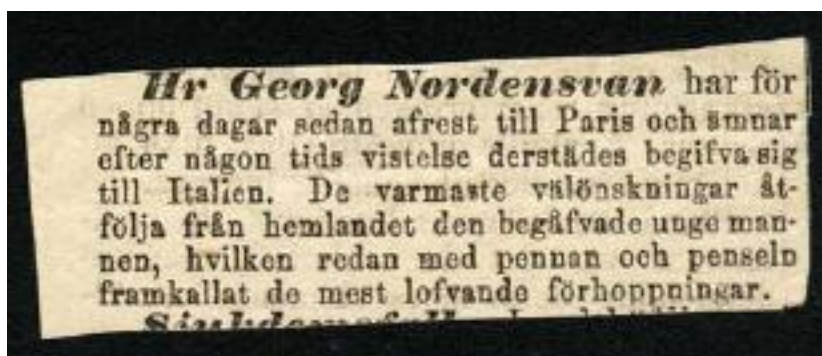 Hr Georg Nordensvan har för
några dagar sedan afrest till Paris och ämnar
efter någon tids vistelse derstädes begifva sig
till Italien. De varmaste välönskningar åt-
följa från hemlandet den begåfvade unge man-
nen, hvilken redan med pennan och penseln
framkallat de mest lofvande förhoppningar.